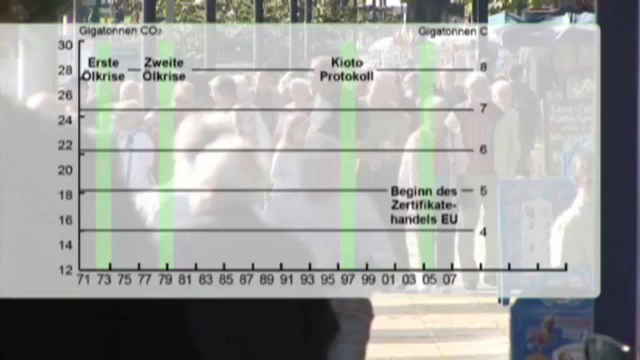 Gigatonnen CO₂ Gigatonnen C
30
28
26
24
22
20
18
16
14
12
Erste
Ölkrise
Zweite
Ölkrise
Kioto
Protokoll
Beginn des
Zertifikate-
handels EU
8
7
6
5
4
71 73 75 77 79 81 83 85 87 89 91 93 95 97 99 01 03 05 07